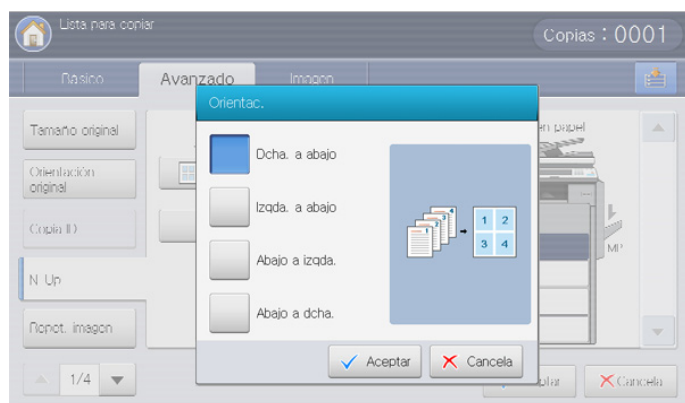 Lista para copiar
Copias : 0001
Básico
Avanzado
Imagen
Orientac.
Tamaño original
Orientación original
Copia ID
N Up
1/4
Dcha. a abajo
Izqda. a abajo
Abajo a izqda.
Abajo a dcha.
1 2
3 4
Aceptar
Cancela
en papel
MP
Cancela